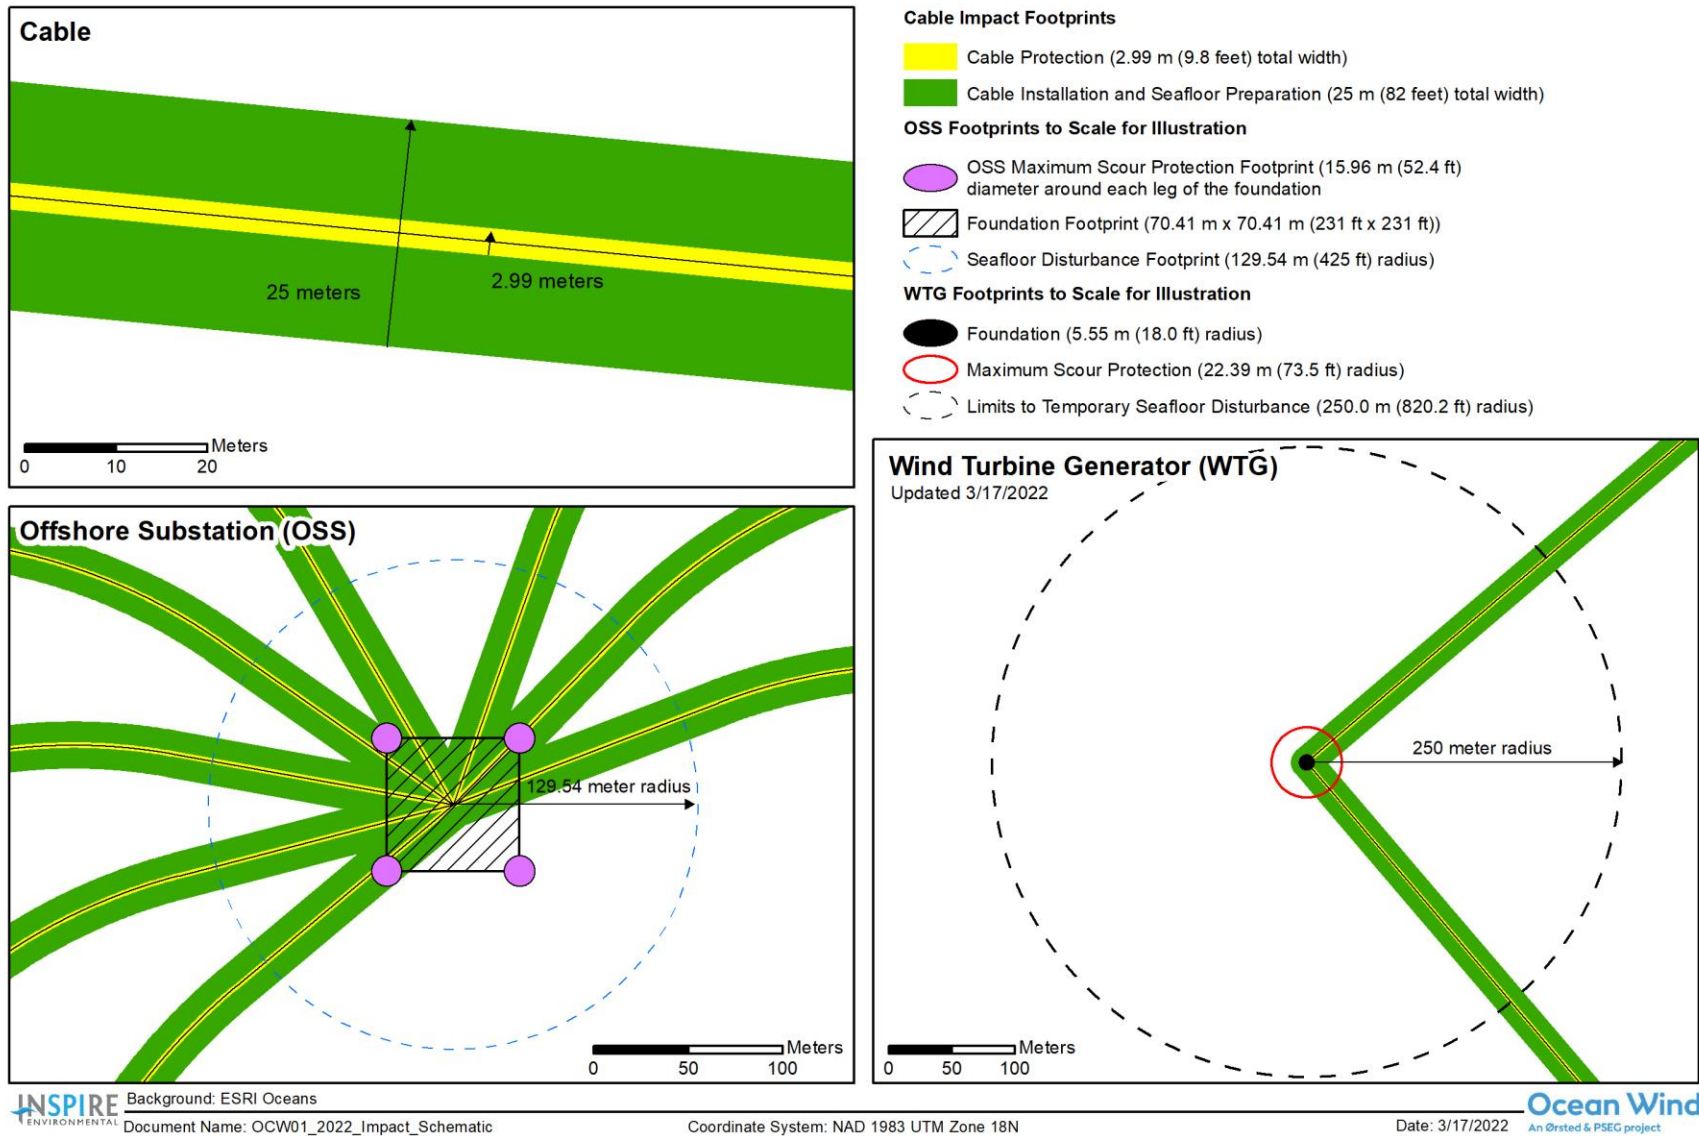 Cable
25 meters
2.99 meters
Meters
0 10 20
Cable Impact Footprints
Cable Protection (2.99 m (9.8 feet) total width)
Cable Installation and Seafloor Preparation (25 m (82 feet) total width)
OSS Footprints to Scale for Illustration
OSS Maximum Scour Protection Footprint (15.96 m (52.4 ft)
diameter around each leg of the foundation
Foundation Footprint (70.41 m x 70.41 m (231 ft x 231 ft))
Seafloor Disturbance Footprint (129.54 m (425 ft) radius)
WTG Footprints to Scale for Illustration
Foundation (5.55 m (18.0 ft) radius)
Maximum Scour Protection (22.39 m (73.5 ft) radius)
Limits to Temporary Seafloor Disturbance (250.0 m (820.2 ft) radius)
Offshore Substation (OSS)
129.54 meter radius
Meters
0 50 100
Wind Turbine Generator (WTG)
Updated 3/17/2022
250 meter radius
Meters
0 50 100
INSPIRE
ENVIRONMENTAL
Background: ESRI Oceans
Document Name: OCW01_2022_Impact_Schematic
Coordinate System: NAD 1983 UTM Zone 18N
Date: 3/17/2022
Ocean Wind
An Ørsted & PSEG project